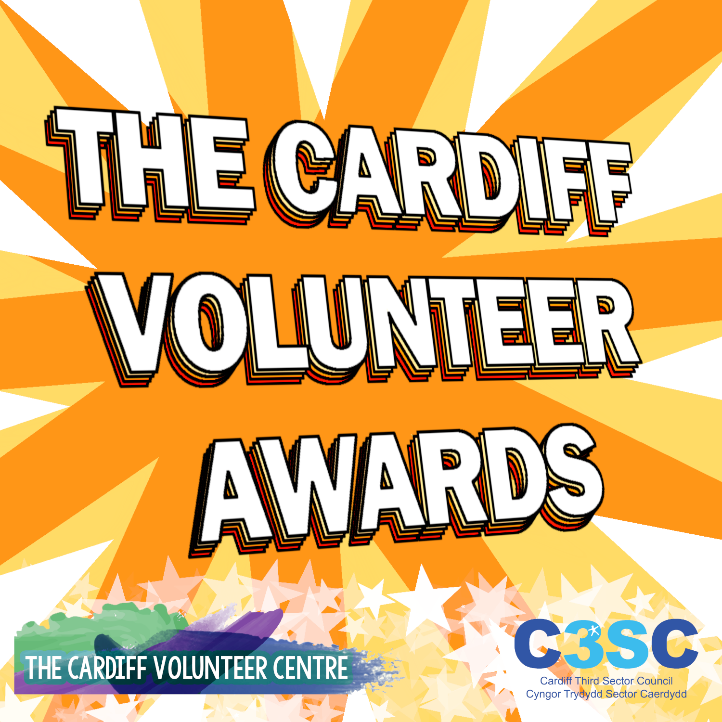 THE CARDIFF
VOLUNTEER
AWARDS
THE CARDIFF VOLUNTEER CENTRE
C3SC
Cardiff Third Sector Council
Cyngor Trydydd Sector Caerdydd